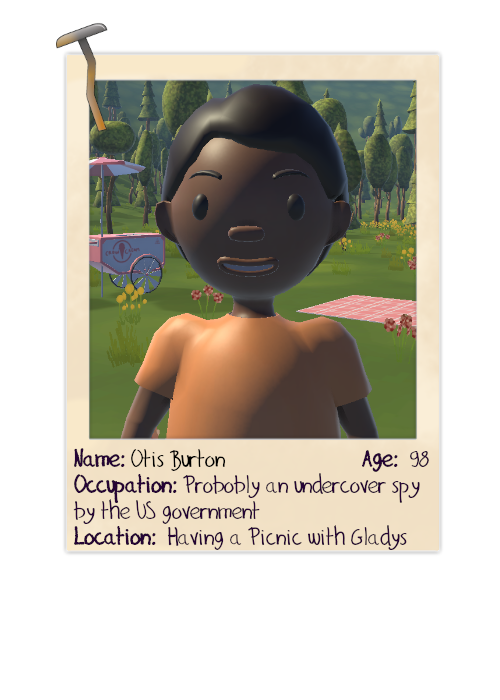 Name: Otis Burton Age: 98
Occupation: Probobly an undercover spy
by the US government
Location: Having a Picnic with Gladys